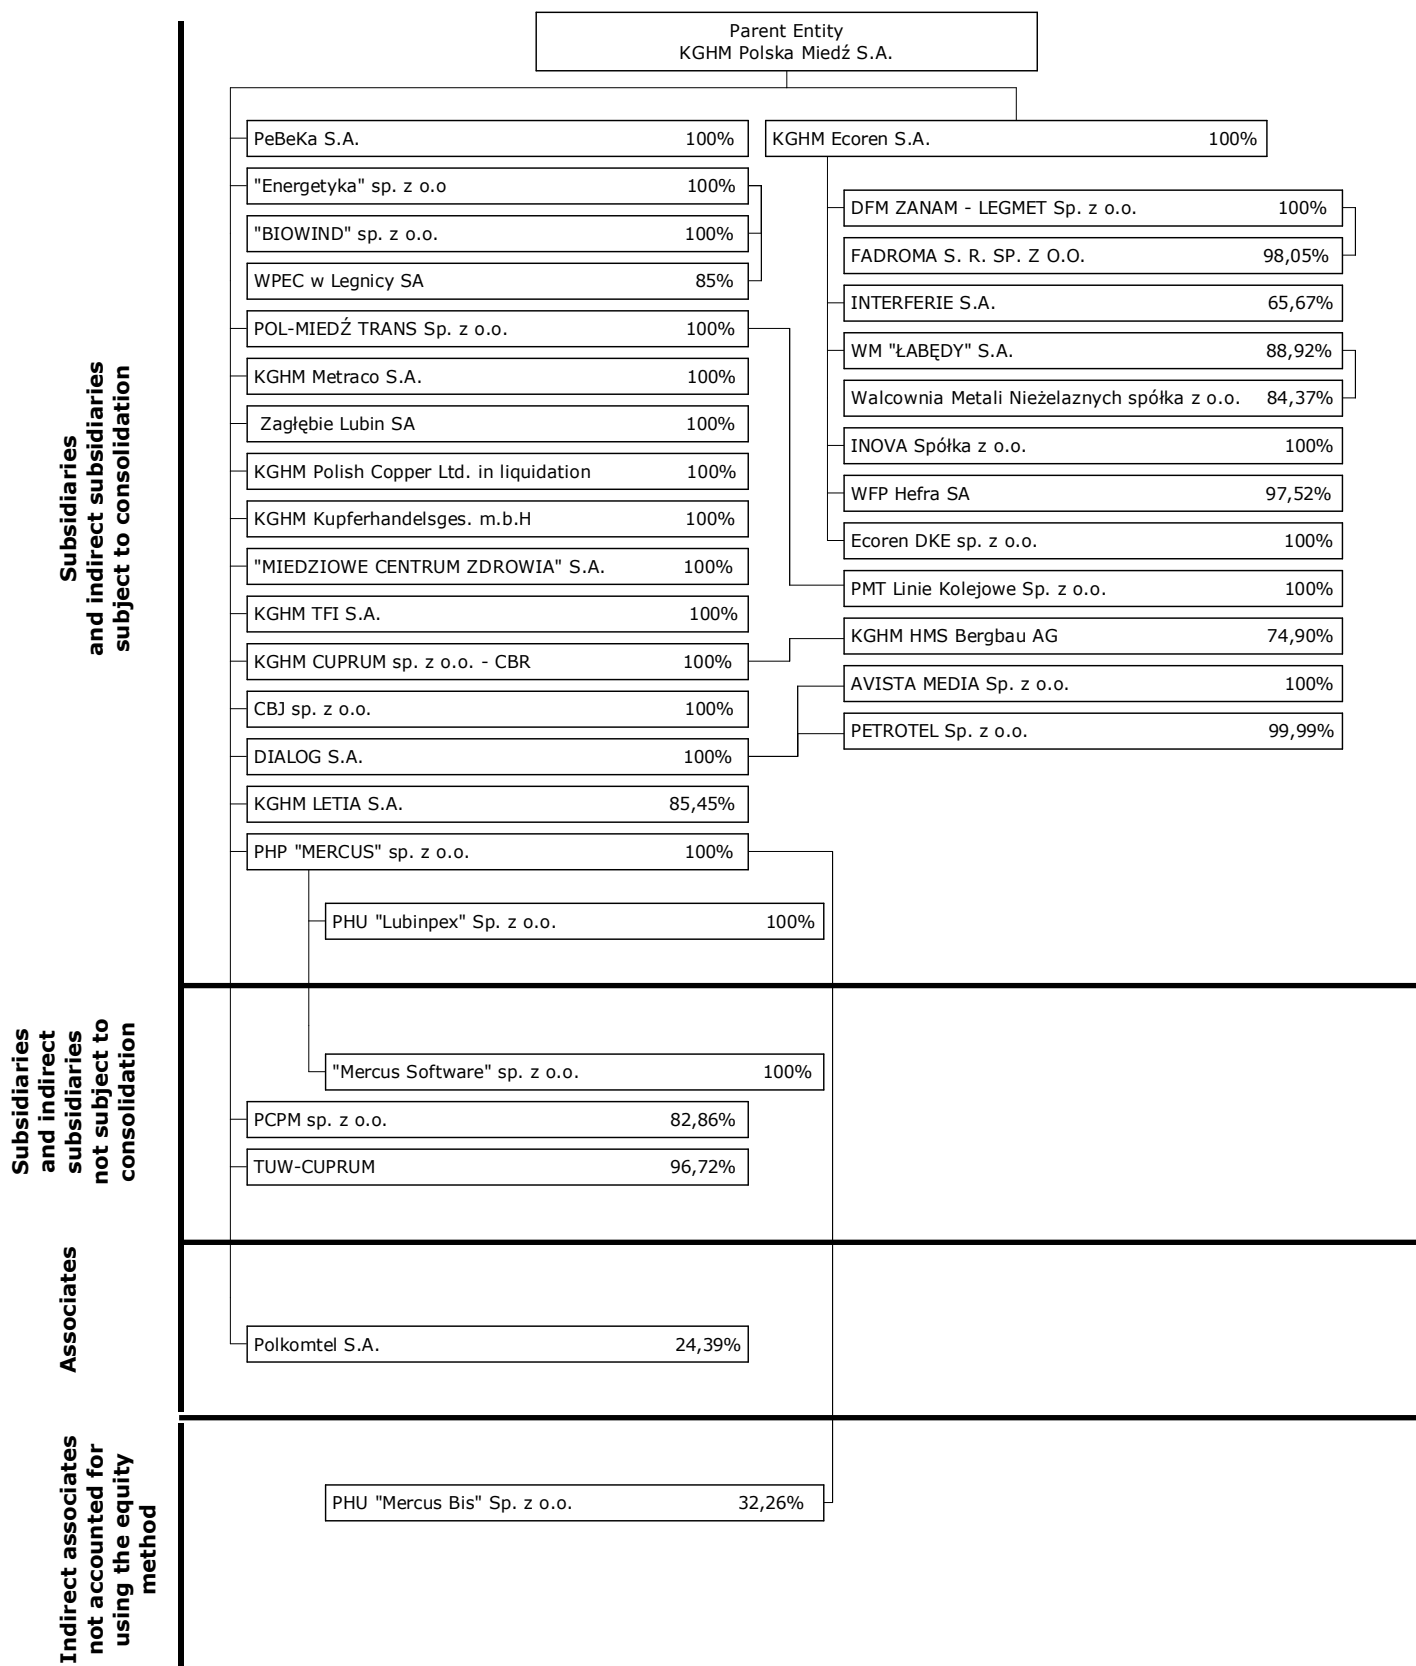 Parent Entity
KGHM Polska Miedź S.A.
Subsidiaries
and indirect subsidiaries
subject to consolidation
PeBeKa S.A. 100%
"Energetyka" sp. z o.o 100%
"BIOWIND" sp. z o.o. 100%
WPEC w Legnicy SA 85%
POL-MIEDŹ TRANS Sp. z o.o. 100%
KGHM Metraco S.A. 100%
Zagłębie Lubin SA 100%
KGHM Polish Copper Ltd. in liquidation 100%
KGHM Kupferhandelsges. m.b.H 100%
"MIEDZIOWE CENTRUM ZDROWIA" S.A. 100%
KGHM TFI S.A. 100%
KGHM CUPRUM sp. z o.o. - CBR 100%
CBJ sp. z o.o. 100%
DIALOG S.A. 100%
KGHM LETIA S.A. 85,45%
PHP "MERCUS" sp. z o.o. 100%
PHU "Lubinpex" Sp. z o.o. 100%
KGHM Ecoren S.A. 100%
DFM ZANAM - LEGMET Sp. z o.o. 100%
FADROMA S. R. SP. Z O.O. 98,05%
INTERFERIE S.A. 65,67%
WM "ŁABĘDY" S.A. 88,92%
Walcownia Metali Nieżelaznych spółka z o.o. 84,37%
INOVA Spółka z o.o. 100%
WFP Hefra SA 97,52%
Ecoren DKE sp. z o.o. 100%
PMT Linie Kolejowe Sp. z o.o. 100%
KGHM HMS Bergbau AG 74,90%
AVISTA MEDIA Sp. z o.o. 100%
PETROTEL Sp. z o.o. 99,99%
Subsidiaries
and indirect
subsidiaries
not subject to
consolidation
"Mercus Software" sp. z o.o. 100%
PCPM sp. z o.o. 82,86%
TUW-CUPRUM 96,72%
Associates
Polkomtel S.A. 24,39%
Indirect associates
not accounted for
using the equity
method
PHU "Mercus Bis" Sp. z o.o. 32,26%